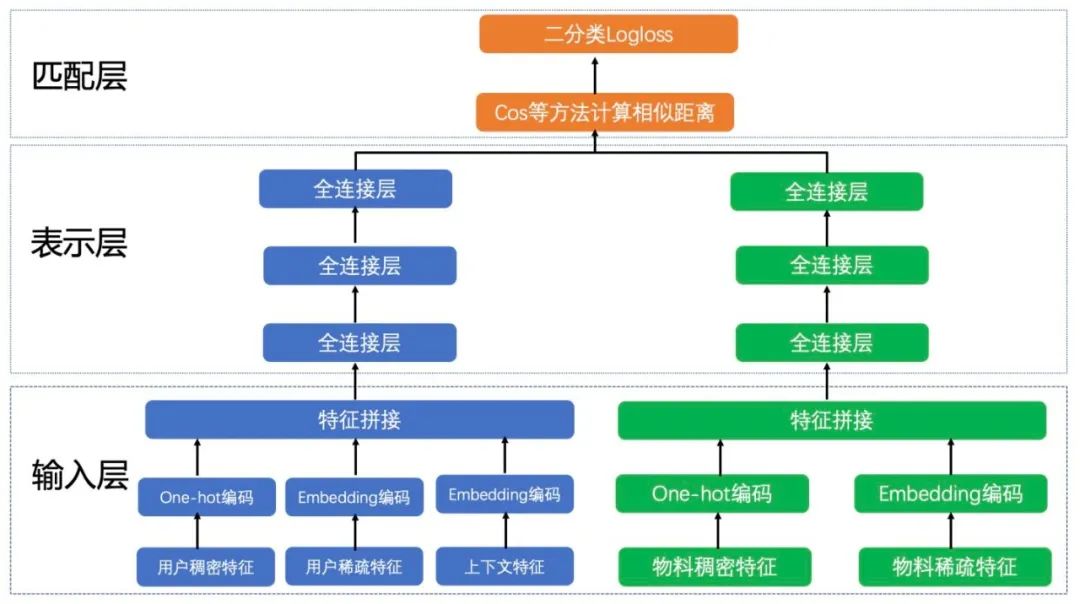 匹配层
二分类Logloss
Cos等方法计算相似距离
表示层
全连接层
全连接层
全连接层
全连接层
全连接层
全连接层
输入层
特征拼接
特征拼接
One-hot编码
Embedding编码
Embedding编码
One-hot编码
Embedding编码
用户稠密特征
用户稀疏特征
上下文特征
物料稠密特征
物料稀疏特征